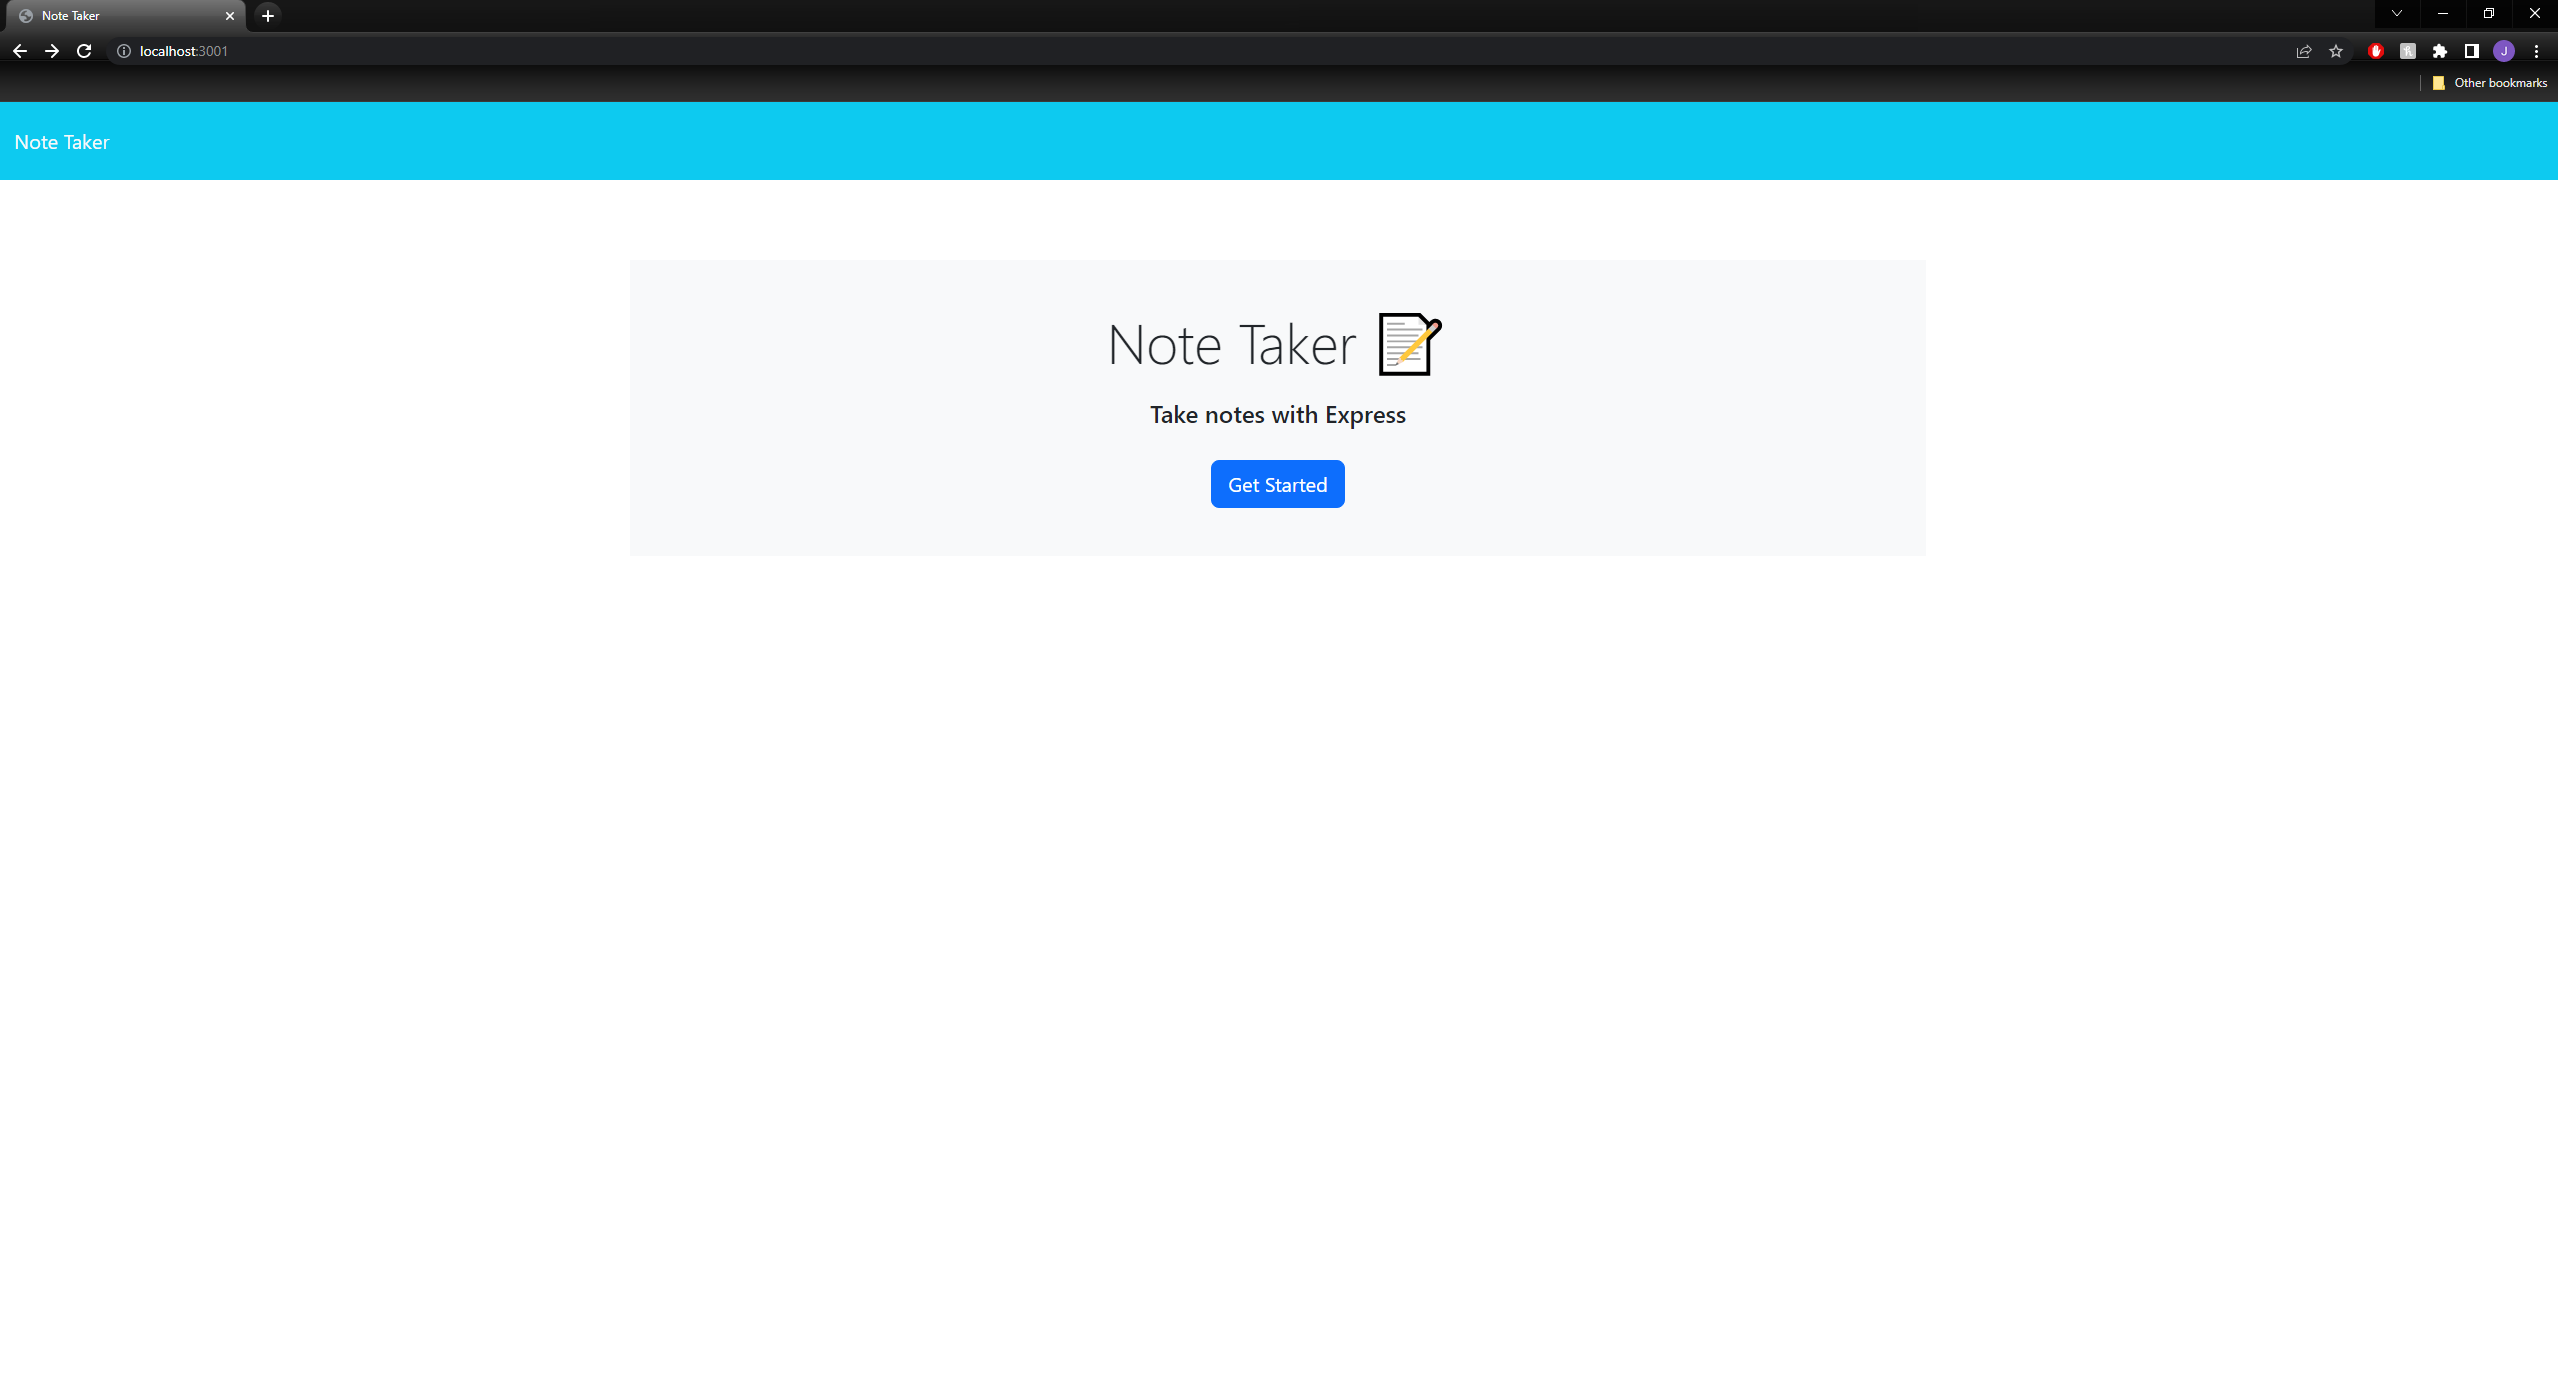 Note Taker
localhost:3001
J
Other bookmarks
Note Taker
Note Taker
Take notes with Express
Get Started